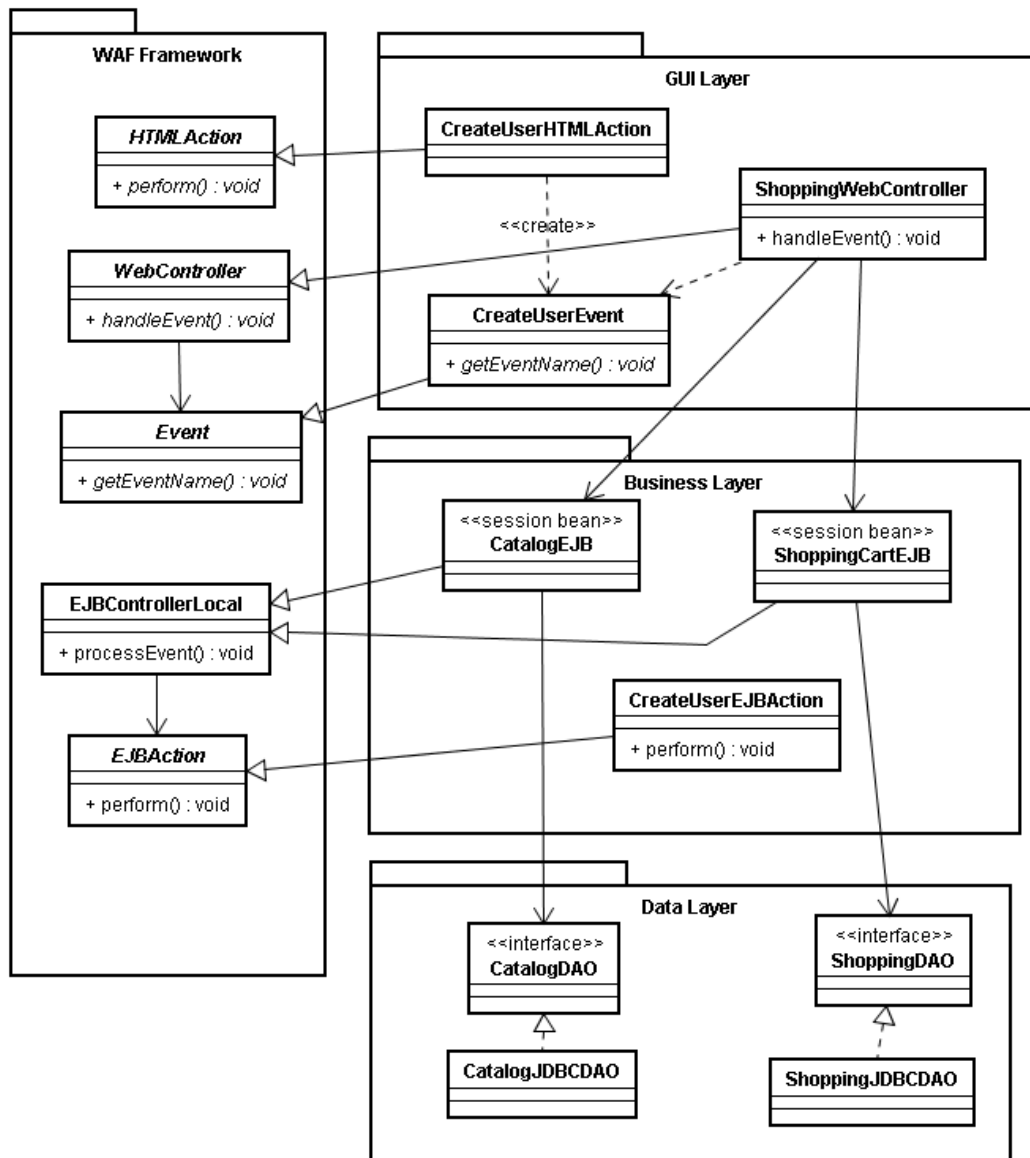 WAF Framework
HTMLAction
+ perform() : void
WebController
+ handleEvent() : void
Event
+ getEventName() : void
EJBControllerLocal
+ processEvent() : void
EJBAction
+ perform() : void
GUI Layer
CreateUserHTMLAction
<<create>>
ShoppingWebController
+ handleEvent() : void
CreateUserEvent
+ getEventName() : void
Business Layer
<<session bean>>
CatalogEJB
<<session bean>>
ShoppingCartEJB
CreateUserEJBAction
+ perform() : void
Data Layer
<<interface>>
CatalogDAO
<<interface>>
ShoppingDAO
CatalogJDBCDAO
ShoppingJDBCDAO